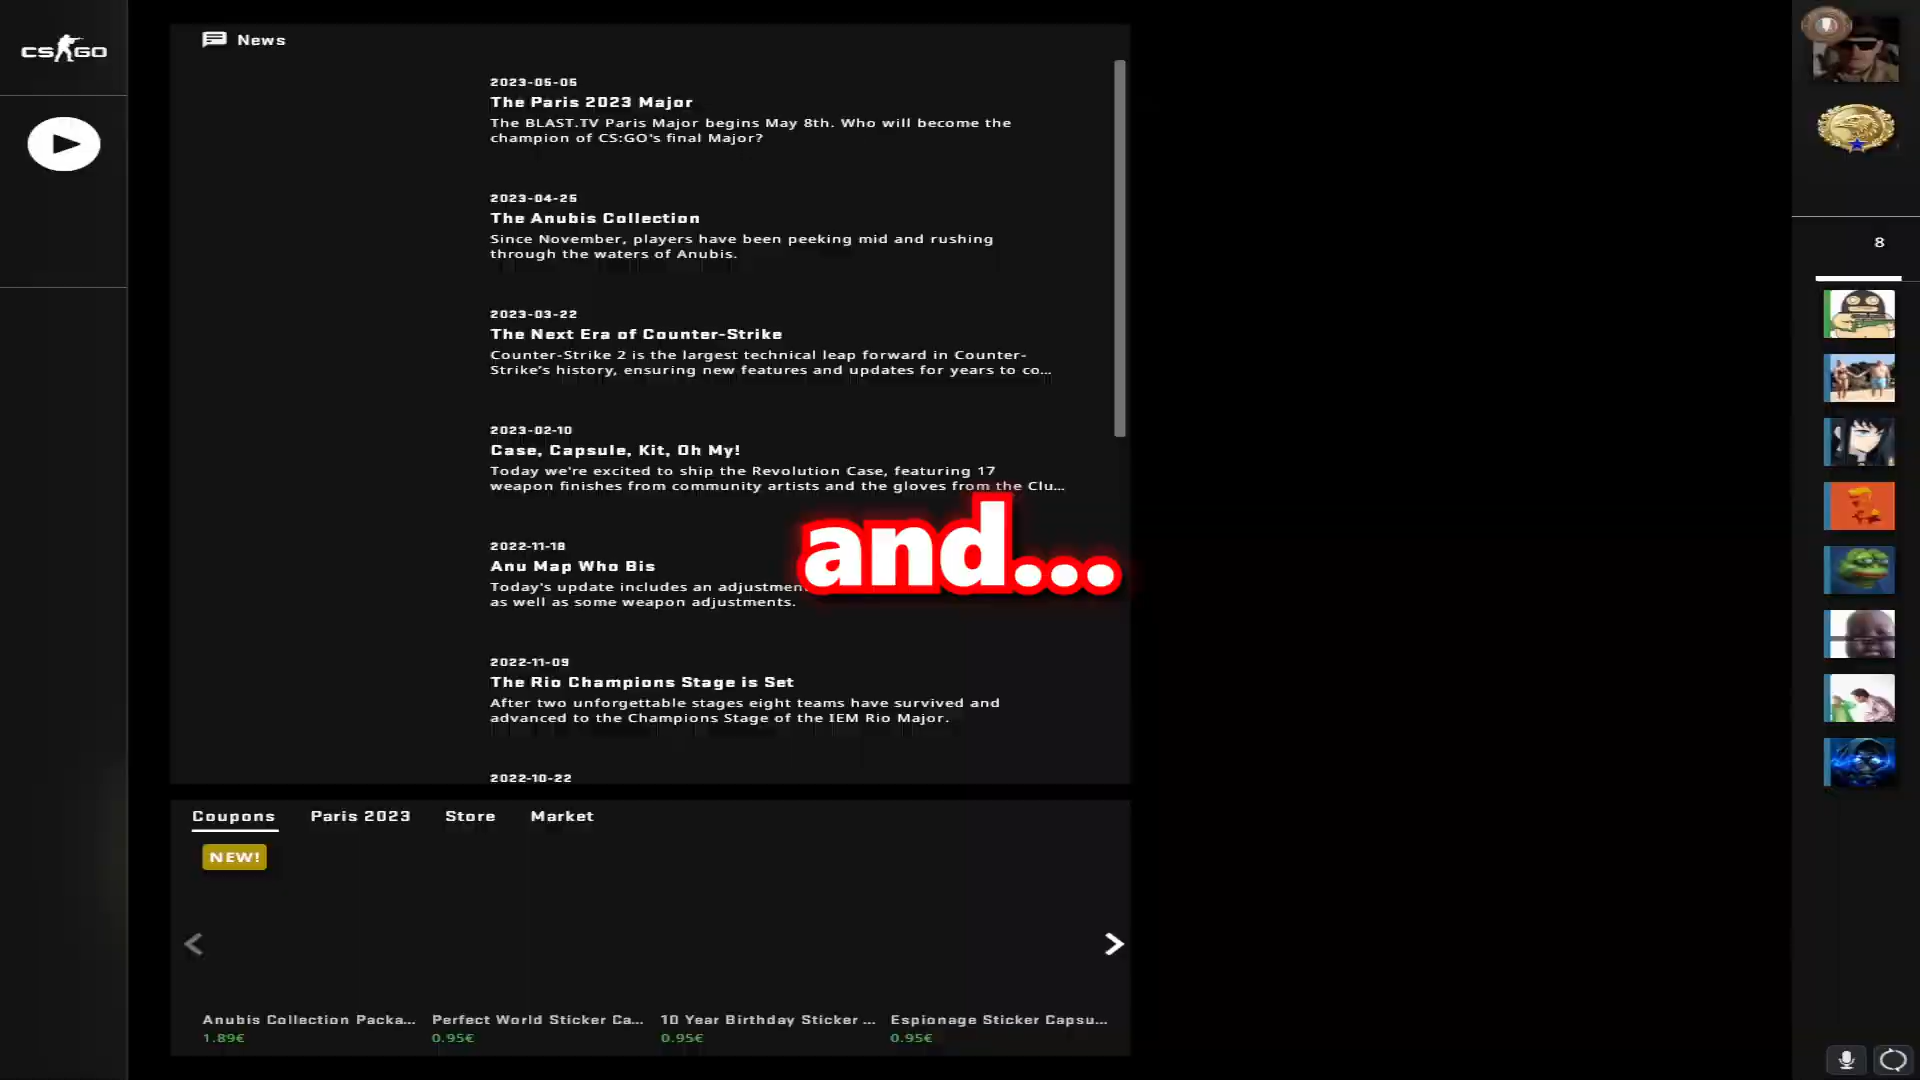 CS GO
News
2023-05-05
The Paris 2023 Major
The BLAST.TV Paris Major begins May 8th. Who will become the
champion of CS:GO's final Major?
2023-04-25
The Anubis Collection
Since November, players have been peeking mid and rushing
through the waters of Anubis.
2023-03-22
The Next Era of Counter-Strike
Counter-Strike 2 is the largest technical leap forward in Counter-
Strike's history, ensuring new features and updates for years to co...
2023-02-10
Case, Capsule, Kit, Oh My!
Today we're excited to ship the Revolution Case, featuring 17
weapon finishes from community artists and the gloves from the Clu...
and...
2022-11-18
Anu Map Who Bis
Today's update includes an
as well as some weapon adjustments.
2022-11-09
The Rio Champions Stage is Set
After two unforgettable stages eight teams have survived and
advanced to the Champions Stage of the IEM Rio Major.
2022-10-22
Coupons Paris 2023 Store Market
NEW!
Anubis Collection Packa... Perfect World Sticker Ca... 10 Year Birthday Sticker ... Espionage Sticker Capsu...
1.89€ 0.95€ 0.95€ 0.95€
8